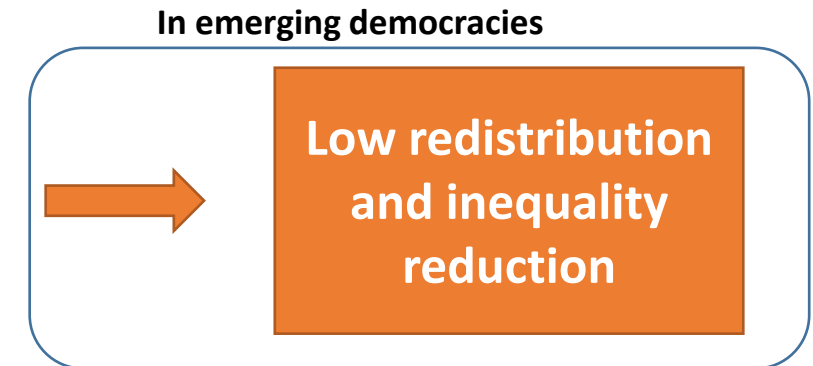 In emerging democracies
Low redistribution
and inequality
reduction